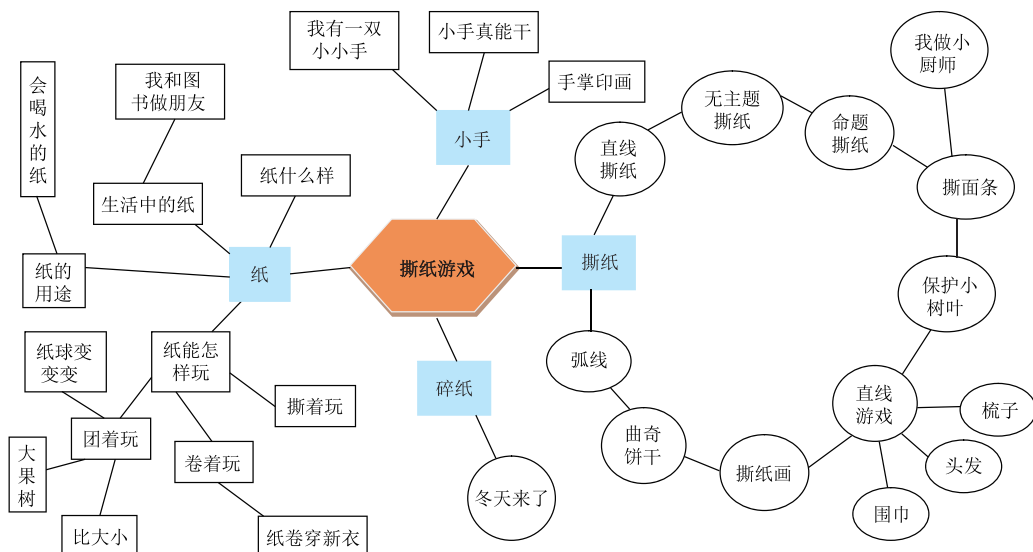 我有一双
小小手
小手真能干
手掌印画
小手
会
喝
水
的
纸
我和图
书做朋友
纸什么样
生活中的纸
纸的
用途
纸
撕纸游戏
纸球变
变变
纸能怎
样玩
撕着玩
团着玩
大
果
树
卷着玩
比大小
纸卷穿新衣
碎纸
冬天来了
撕纸
直线
撕纸
无主题
撕纸
命题
撕纸
我做小
厨师
撕面条
保护小
树叶
直线
游戏
梳子
头发
围巾
撕纸画
曲奇
饼干
弧线